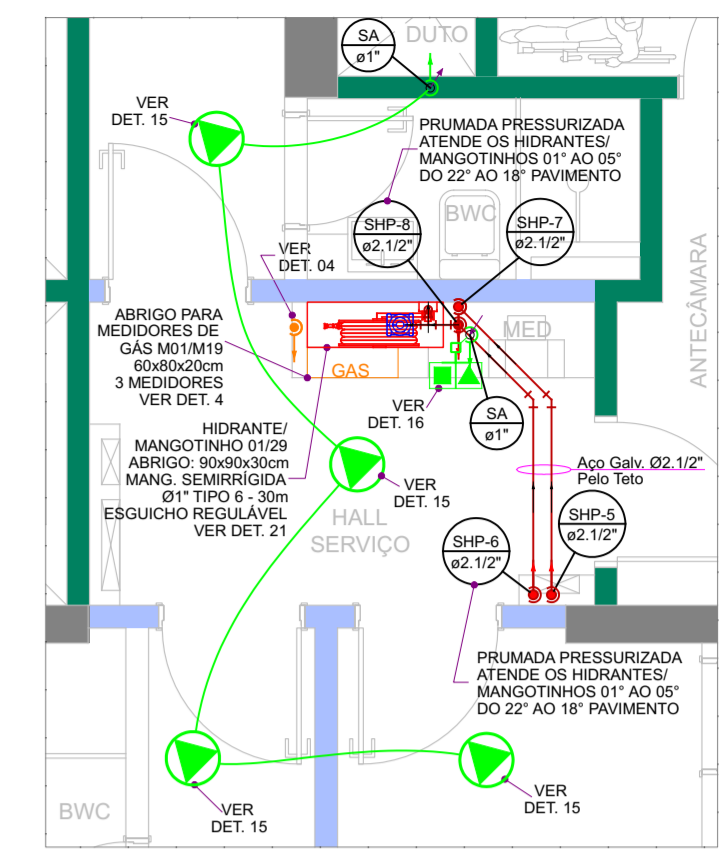 SA
ø1"
DUTO
VER
DET. 15
PRUMADA PRESSURIZADA
ATENDE OS HIDRANTES/
MANGOTINHOS 01° AO 05°
DO 22° AO 18° PAVIMENTO
BWC
SHP-8
ø2.1/2"
SHP-7
ø2.1/2"
VER
DET. 04
ANTECÂMARA
ABRIGO PARA
MEDIDORES DE
GÁS M01/M19
60x80x20cm
3 MEDIDORES
VER DET. 4
MED
GAS
VER
DET. 16
SA
ø1"
HIDRANTE/
MANGOTINHO 01/29
ABRIGO: 90x90x30cm
MANG. SEMIRRÍGIDA
Ø1" TIPO 6 - 30m
ESGUICHO REGULÁVEL
VER DET. 21
VER
DET. 15
Aço Galv. Ø2.1/2"
Pelo Teto
HALL
SERVIÇO
SHP-6
ø2.1/2"
SHP-5
ø2.1/2"
PRUMADA PRESSURIZADA
ATENDE OS HIDRANTES/
MANGOTINHOS 01° AO 05°
DO 22° AO 18° PAVIMENTO
BWC
VER
DET. 15
VER
DET. 15